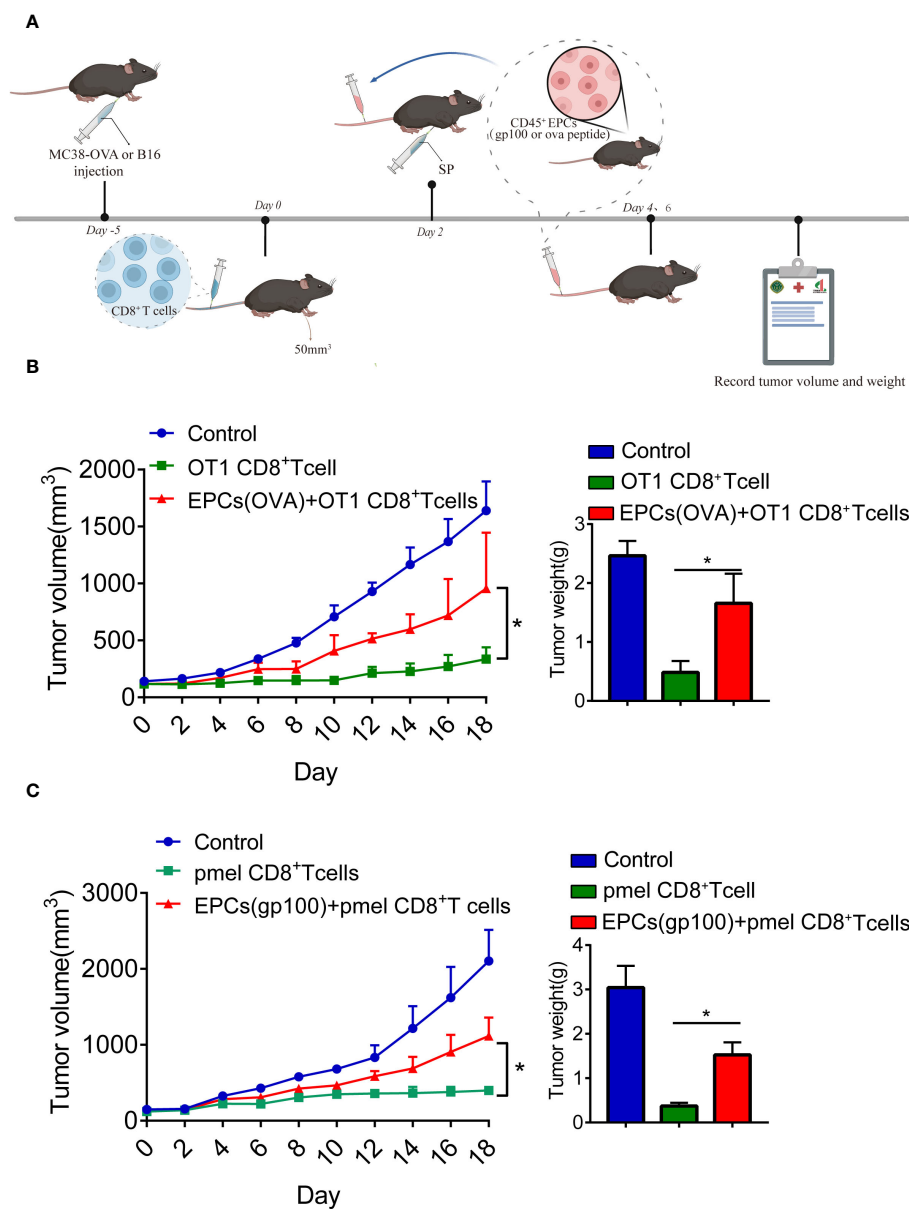 A
MC38-OVA or B16
injection
Day -5
CD8⁺ T cells
Day 0
50mm³
SP
Day 2
CD45⁺ EPCs
(gp100 or ova peptide)
Day 4、6
Record tumor volume and weight
B
Control
OT1 CD8⁺Tcell
EPCs(OVA)+OT1 CD8⁺Tcells
Tumor volume(mm³)
2000
1500
1000
500
0
0 2 4 6 8 10 12 14 16 18
Day
*
Control
OT1 CD8⁺Tcell
EPCs(OVA)+OT1 CD8⁺Tcells
Tumor weight(g)
3
2
1
0
*
C
Control
pmel CD8⁺Tcells
EPCs(gp100)+pmel CD8⁺T cells
Tumor volume(mm³)
3000
2000
1000
0
0 2 4 6 8 10 12 14 16 18
Day
*
Control
pmel CD8⁺Tcell
EPCs(gp100)+pmel CD8⁺Tcells
Tumor weight(g)
4
3
2
1
0
*